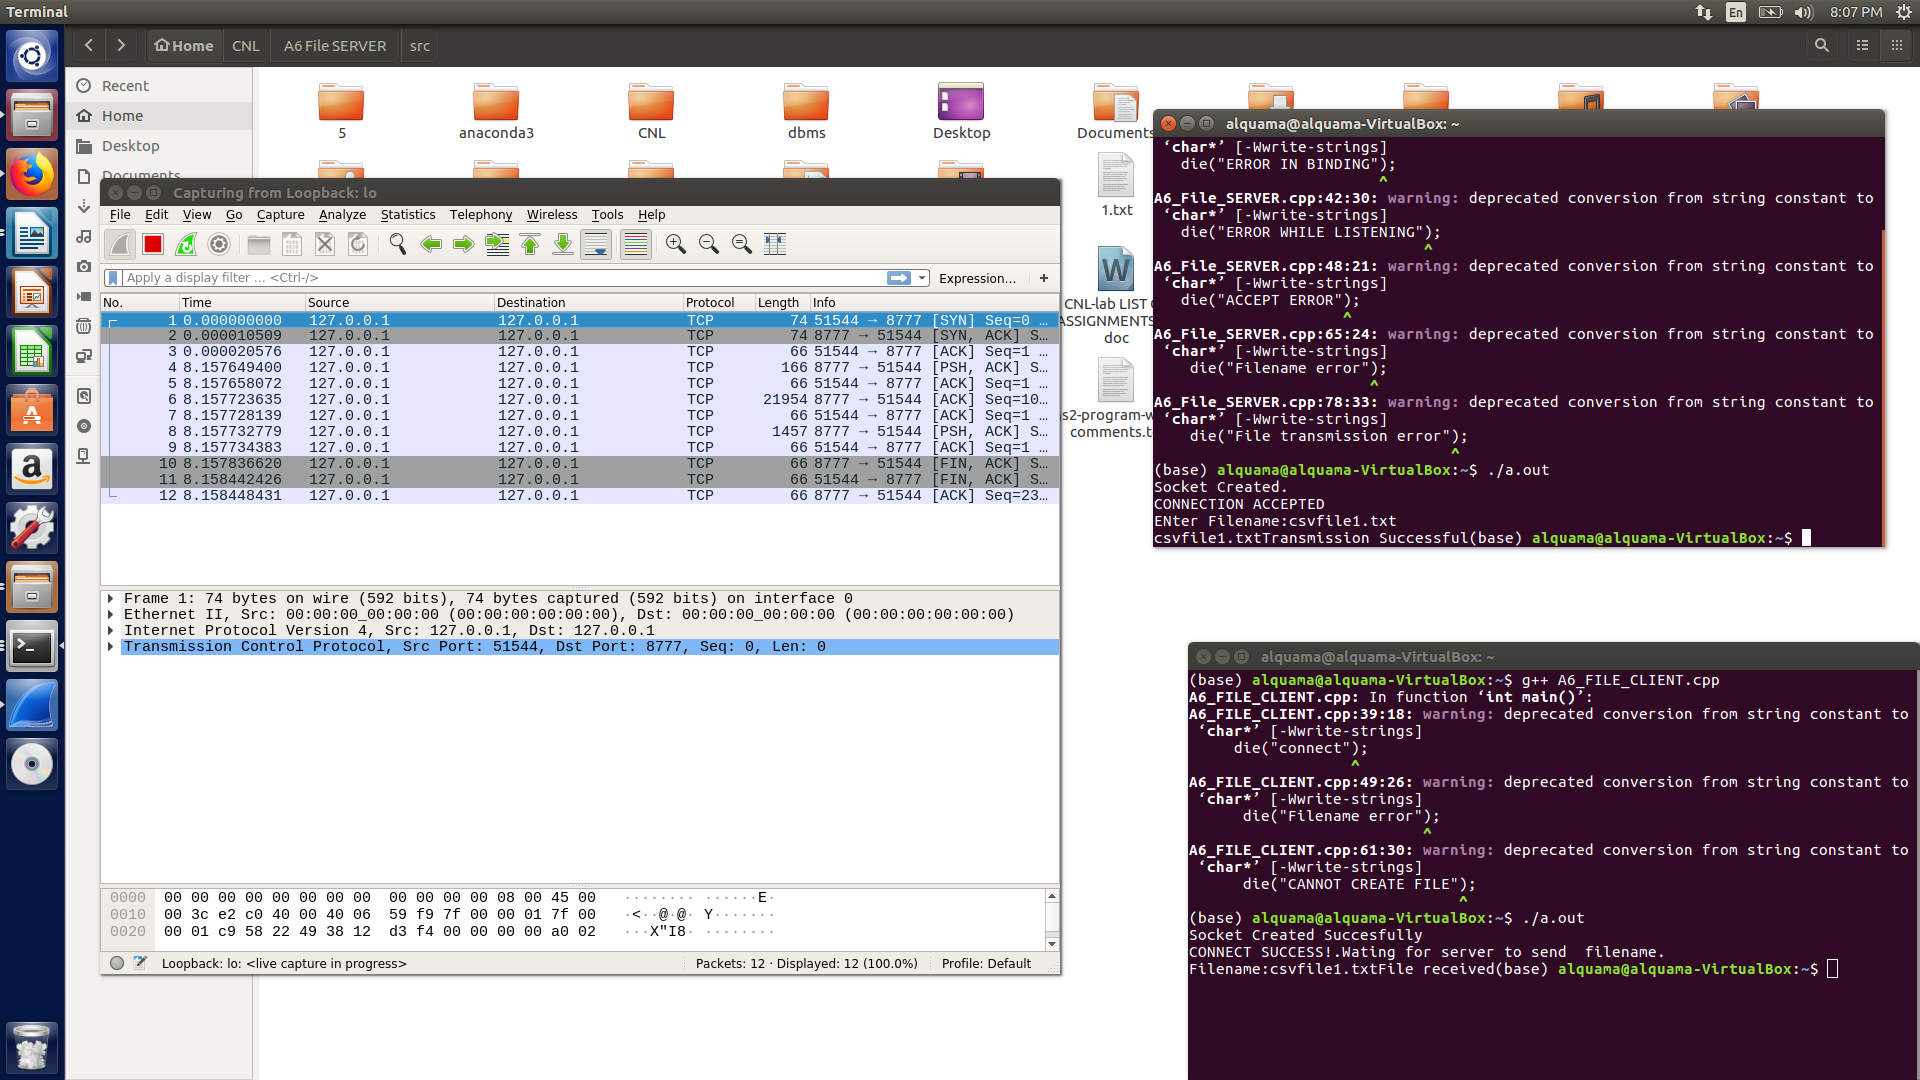 Terminal
En
8:07 PM
Home
CNL
A6 File SERVER
src
Recent
Home
Desktop
Documents
5
anaconda3
CNL
dbms
Desktop
Documents
1.txt
CNL-lab LIST
ASSIGNMENTS
doc
s2-program-w
comments.t
Capturing from Loopback: lo
File Edit View Go Capture Analyze Statistics Telephony Wireless Tools Help
Apply a display filter ... <Ctrl-/>
Expression... +
No. Time Source Destination Protocol Length Info
1 0.000000000 127.0.0.1 127.0.0.1 TCP 74 51544 → 8777 [SYN] Seq=0 …
2 0.000010509 127.0.0.1 127.0.0.1 TCP 74 8777 → 51544 [SYN, ACK] S…
3 0.000020576 127.0.0.1 127.0.0.1 TCP 66 51544 → 8777 [ACK] Seq=1 …
4 8.157649400 127.0.0.1 127.0.0.1 TCP 166 8777 → 51544 [PSH, ACK] S…
5 8.157658072 127.0.0.1 127.0.0.1 TCP 66 51544 → 8777 [ACK] Seq=1 …
6 8.157723635 127.0.0.1 127.0.0.1 TCP 21954 8777 → 51544 [ACK] Seq=10…
7 8.157728139 127.0.0.1 127.0.0.1 TCP 66 51544 → 8777 [ACK] Seq=1 …
8 8.157732779 127.0.0.1 127.0.0.1 TCP 1457 8777 → 51544 [PSH, ACK] S…
9 8.157734383 127.0.0.1 127.0.0.1 TCP 66 51544 → 8777 [ACK] Seq=1 …
10 8.157836620 127.0.0.1 127.0.0.1 TCP 66 8777 → 51544 [FIN, ACK] S…
11 8.158442426 127.0.0.1 127.0.0.1 TCP 66 51544 → 8777 [FIN, ACK] S…
12 8.158448431 127.0.0.1 127.0.0.1 TCP 66 8777 → 51544 [ACK] Seq=23…
Frame 1: 74 bytes on wire (592 bits), 74 bytes captured (592 bits) on interface 0
Ethernet II, Src: 00:00:00_00:00:00 (00:00:00:00:00:00), Dst: 00:00:00_00:00:00 (00:00:00:00:00:00)
Internet Protocol Version 4, Src: 127.0.0.1, Dst: 127.0.0.1
Transmission Control Protocol, Src Port: 51544, Dst Port: 8777, Seq: 0, Len: 0
0000 00 00 00 00 00 00 00 00 00 00 00 00 08 00 45 00 ········ ······E·
0010 00 3c e2 c0 40 00 40 06 59 f9 7f 00 00 01 7f 00 ·<··@·@· Y·······
0020 00 01 c9 58 22 49 38 12 d3 f4 00 00 00 00 a0 02 ···X"I8· ········
Loopback: lo: <live capture in progress>
Packets: 12 · Displayed: 12 (100.0%)
Profile: Default
alquama@alquama-VirtualBox: ~
‘char*’ [-Wwrite-strings]
die("ERROR IN BINDING");
^
A6_File_SERVER.cpp:42:30: warning: deprecated conversion from string constant to
‘char*’ [-Wwrite-strings]
die("ERROR WHILE LISTENING");
^
A6_File_SERVER.cpp:48:21: warning: deprecated conversion from string constant to
‘char*’ [-Wwrite-strings]
die("ACCEPT ERROR");
^
A6_File_SERVER.cpp:65:24: warning: deprecated conversion from string constant to
‘char*’ [-Wwrite-strings]
die("Filename error");
^
A6_File_SERVER.cpp:78:33: warning: deprecated conversion from string constant to
‘char*’ [-Wwrite-strings]
die("File transmission error");
^
(base) alquama@alquama-VirtualBox:~$ ./a.out
Socket Created.
CONNECTION ACCEPTED
ENter Filename:csvfile1.txt
csvfile1.txtTransmission Successful(base) alquama@alquama-VirtualBox:~$
alquama@alquama-VirtualBox: ~
(base) alquama@alquama-VirtualBox:~$ g++ A6_FILE_CLIENT.cpp
A6_FILE_CLIENT.cpp: In function ‘int main()’:
A6_FILE_CLIENT.cpp:39:18: warning: deprecated conversion from string constant to
‘char*’ [-Wwrite-strings]
die("connect");
^
A6_FILE_CLIENT.cpp:49:26: warning: deprecated conversion from string constant to
‘char*’ [-Wwrite-strings]
die("Filename error");
^
A6_FILE_CLIENT.cpp:61:30: warning: deprecated conversion from string constant to
‘char*’ [-Wwrite-strings]
die("CANNOT CREATE FILE");
^
(base) alquama@alquama-VirtualBox:~$ ./a.out
Socket Created Succesfully
CONNECT SUCCESS!.Wating for server to send  filename.
Filename:csvfile1.txtFile received(base) alquama@alquama-VirtualBox:~$